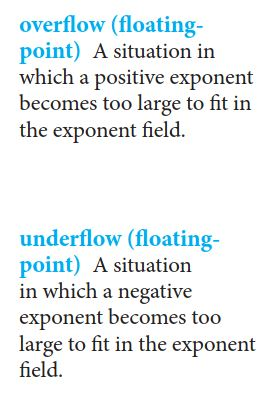 overflow (floating-
point) A situation in
which a positive exponent
becomes too large to fit in
the exponent field.
underflow (floating-
point) A situation
in which a negative
exponent becomes too
large to fit in the exponent
field.